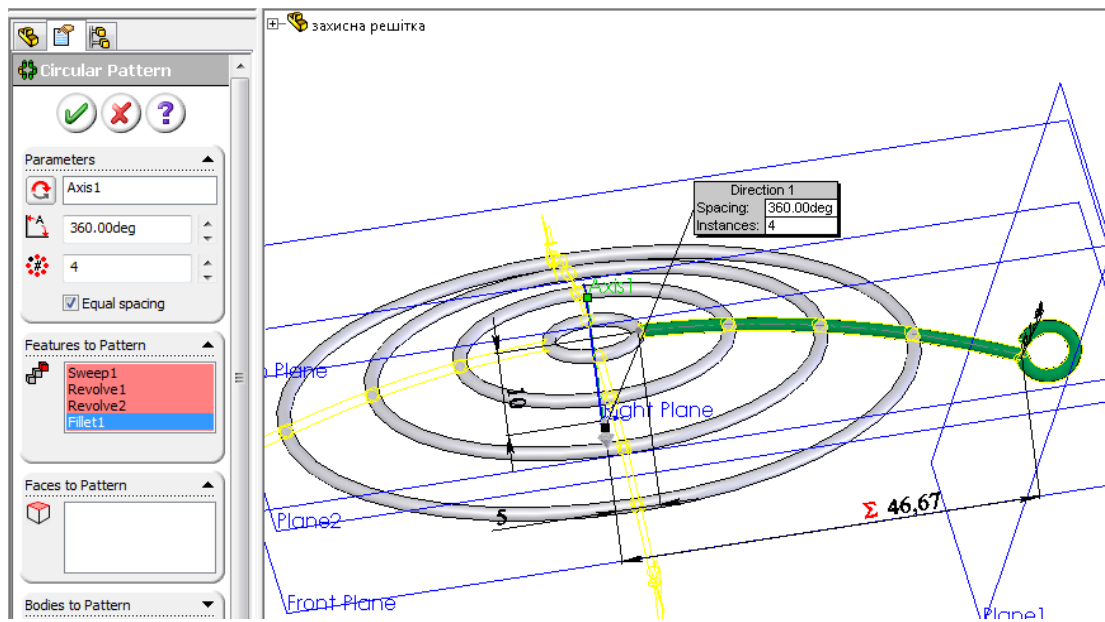 захисна решітка
Circular Pattern
Parameters
Axis1
360.00deg
4
Equal spacing
Features to Pattern
Sweep1
Revolve1
Revolve2
Fillet1
Faces to Pattern
Bodies to Pattern
Direction 1
Spacing: 360.00deg
Instances: 4
Axis1
Plane
10
Right Plane
5
Σ 46,67
Plane2
Front Plane
Plane1